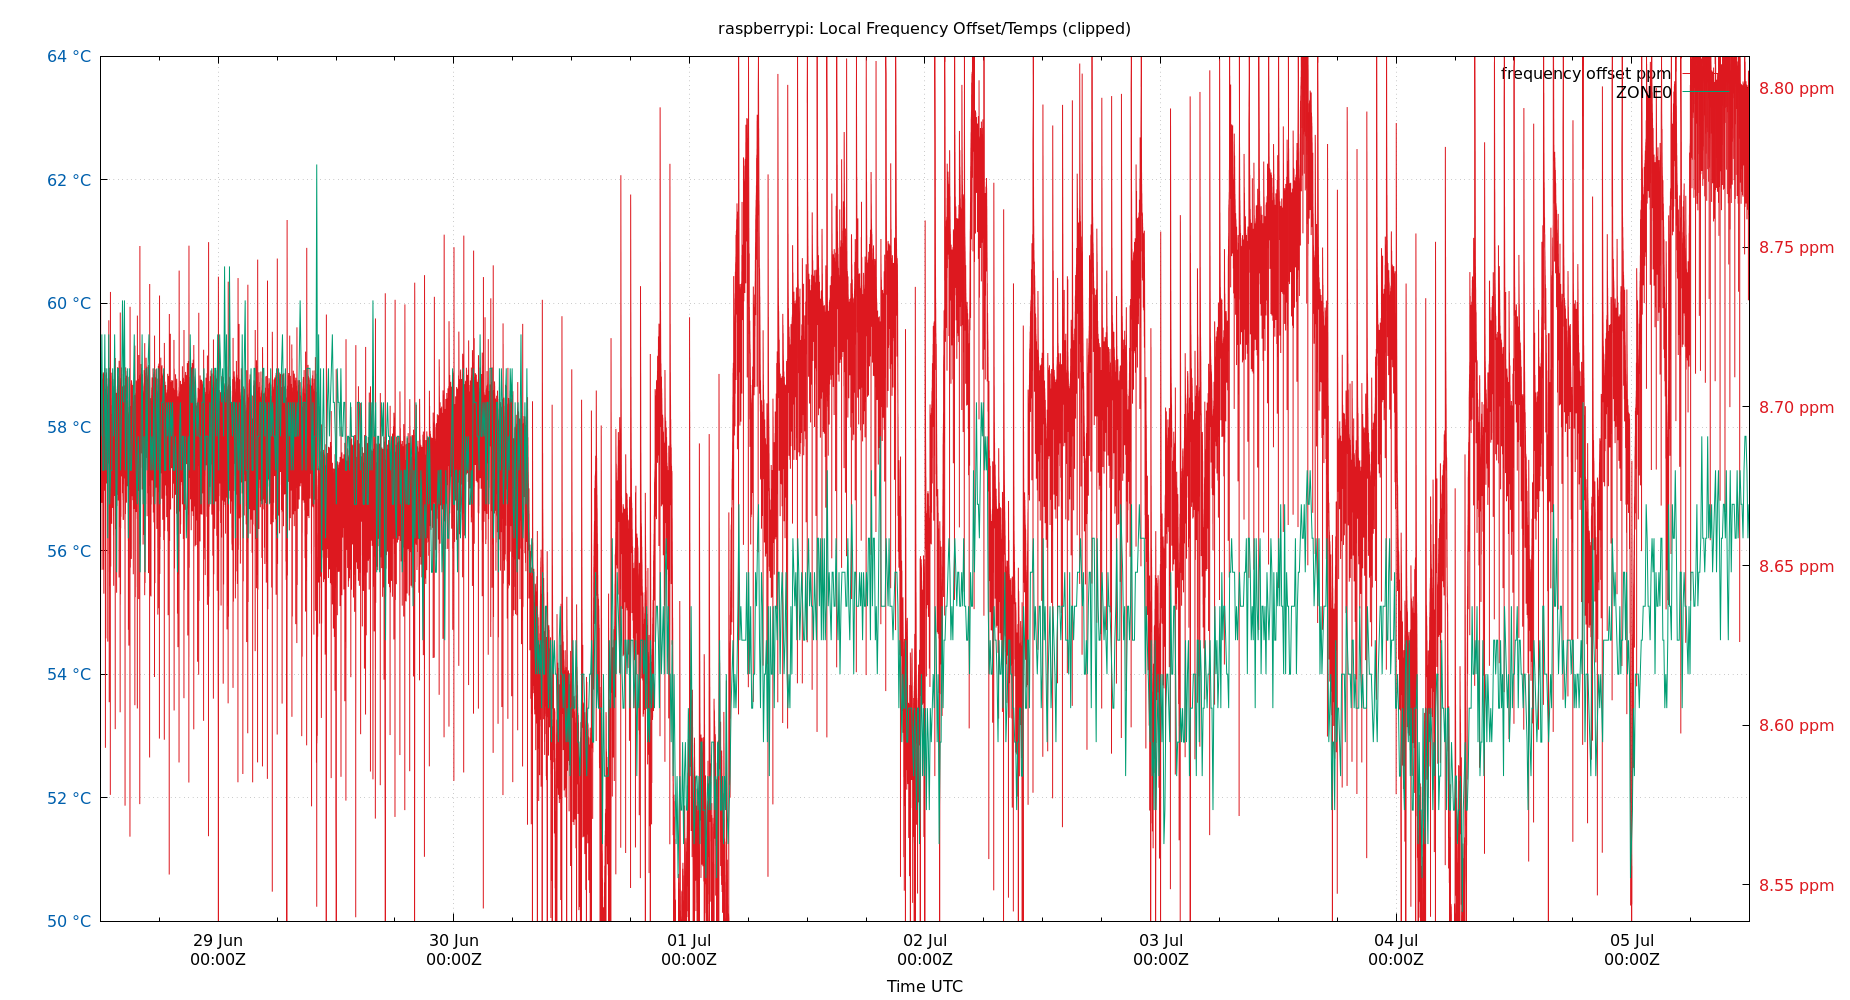 raspberrypi: Local Frequency Offset/Temps (clipped)
64 °C
62 °C
60 °C
58 °C
56 °C
54 °C
52 °C
50 °C
frequency offset ppm
ZONE0
8.80 ppm
8.75 ppm
8.70 ppm
8.65 ppm
8.60 ppm
8.55 ppm
29 Jun
00:00Z
30 Jun
00:00Z
01 Jul
00:00Z
02 Jul
00:00Z
03 Jul
00:00Z
04 Jul
00:00Z
05 Jul
00:00Z
Time UTC